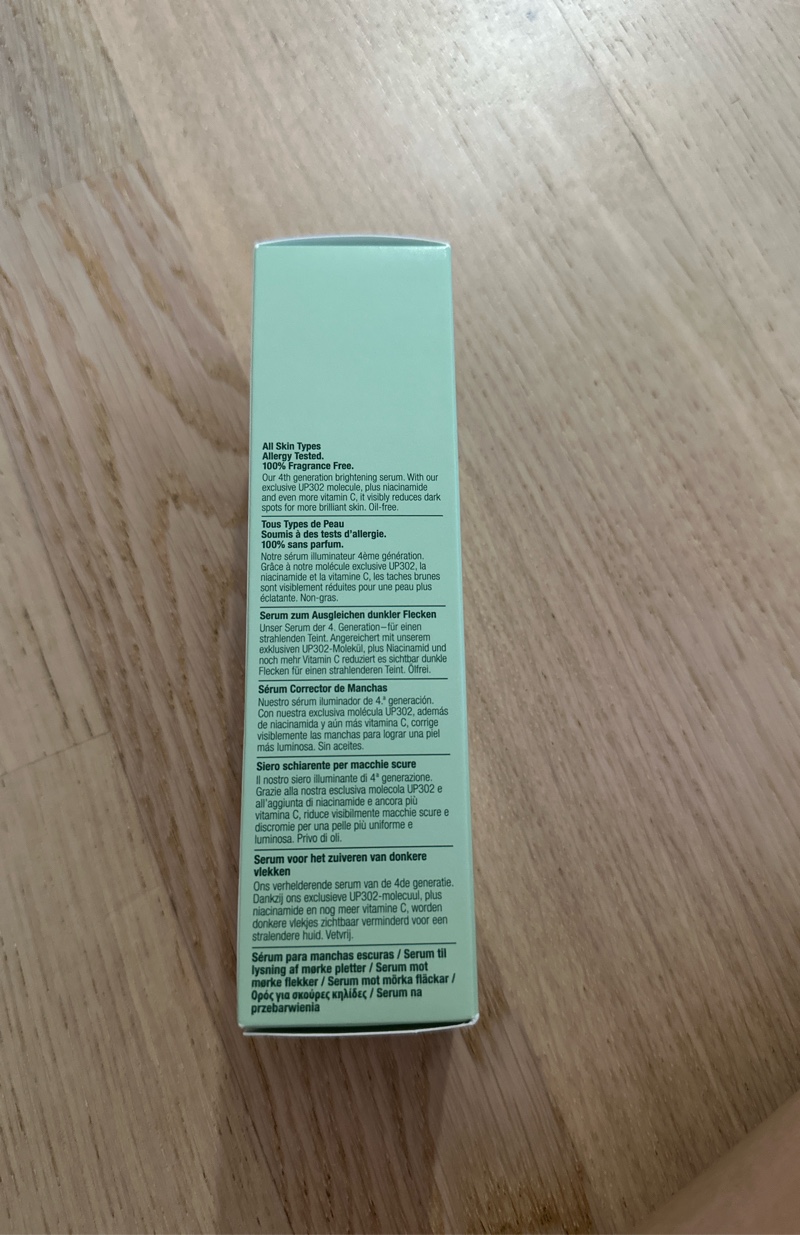 All Skin Types
Allergy Tested.
100% Fragrance Free.
Our 4th generation brightening serum. With our
exclusive UP302 molecule, plus niacinamide
and even more vitamin C, it visibly reduces dark
spots for more brilliant skin. Oil-free.
Tous Types de Peau
Soumis à des tests d'allergie.
100% sans parfum.
Notre sérum illuminateur 4ème génération.
Grâce à notre molécule exclusive UP302, la
niacinamide et la vitamine C, les taches brunes
sont visiblement réduites pour une peau plus
éclatante. Non-gras.
Serum zum Ausgleichen dunkler Flecken
Unser Serum der 4. Generation–für einen
strahlenden Teint. Angereichert mit unserem
exklusiven UP302-Molekül, plus Niacinamid und
noch mehr Vitamin C reduziert es sichtbar dunkle
Flecken für einen strahlenderen Teint. Ölfrei.
Sérum Corrector de Manchas
Nuestro sérum iluminador de 4.ª generación.
Con nuestra exclusiva molécula UP302, además
de niacinamida y aún más vitamina C, corrige
visiblemente las manchas para lograr una piel
más luminosa. Sin aceites.
Siero schiarente per macchie scure
Il nostro siero illuminante di 4ª generazione.
Grazie alla nostra esclusiva molecola UP302 e
all'aggiunta di niacinamide e ancora più
vitamina C, riduce visibilmente macchie scure e
discromie per una pelle più uniforme e
luminosa. Privo di oli.
Serum voor het zuiveren van donkere
vlekken
Ons verhelderende serum van de 4de generatie.
Dankzij ons exclusieve UP302-molecuul, plus
niacinamide en nog meer vitamine C, worden
donkere vlekjes zichtbaar verminderd voor een
stralendere huid. Vetvrij.
Sérum para manchas escuras / Serum til
lysning af mørke pletter / Serum mot
mørke flekker / Serum mot mörka fläckar /
Ορός για σκούρες κηλίδες / Serum na
przebarwienia